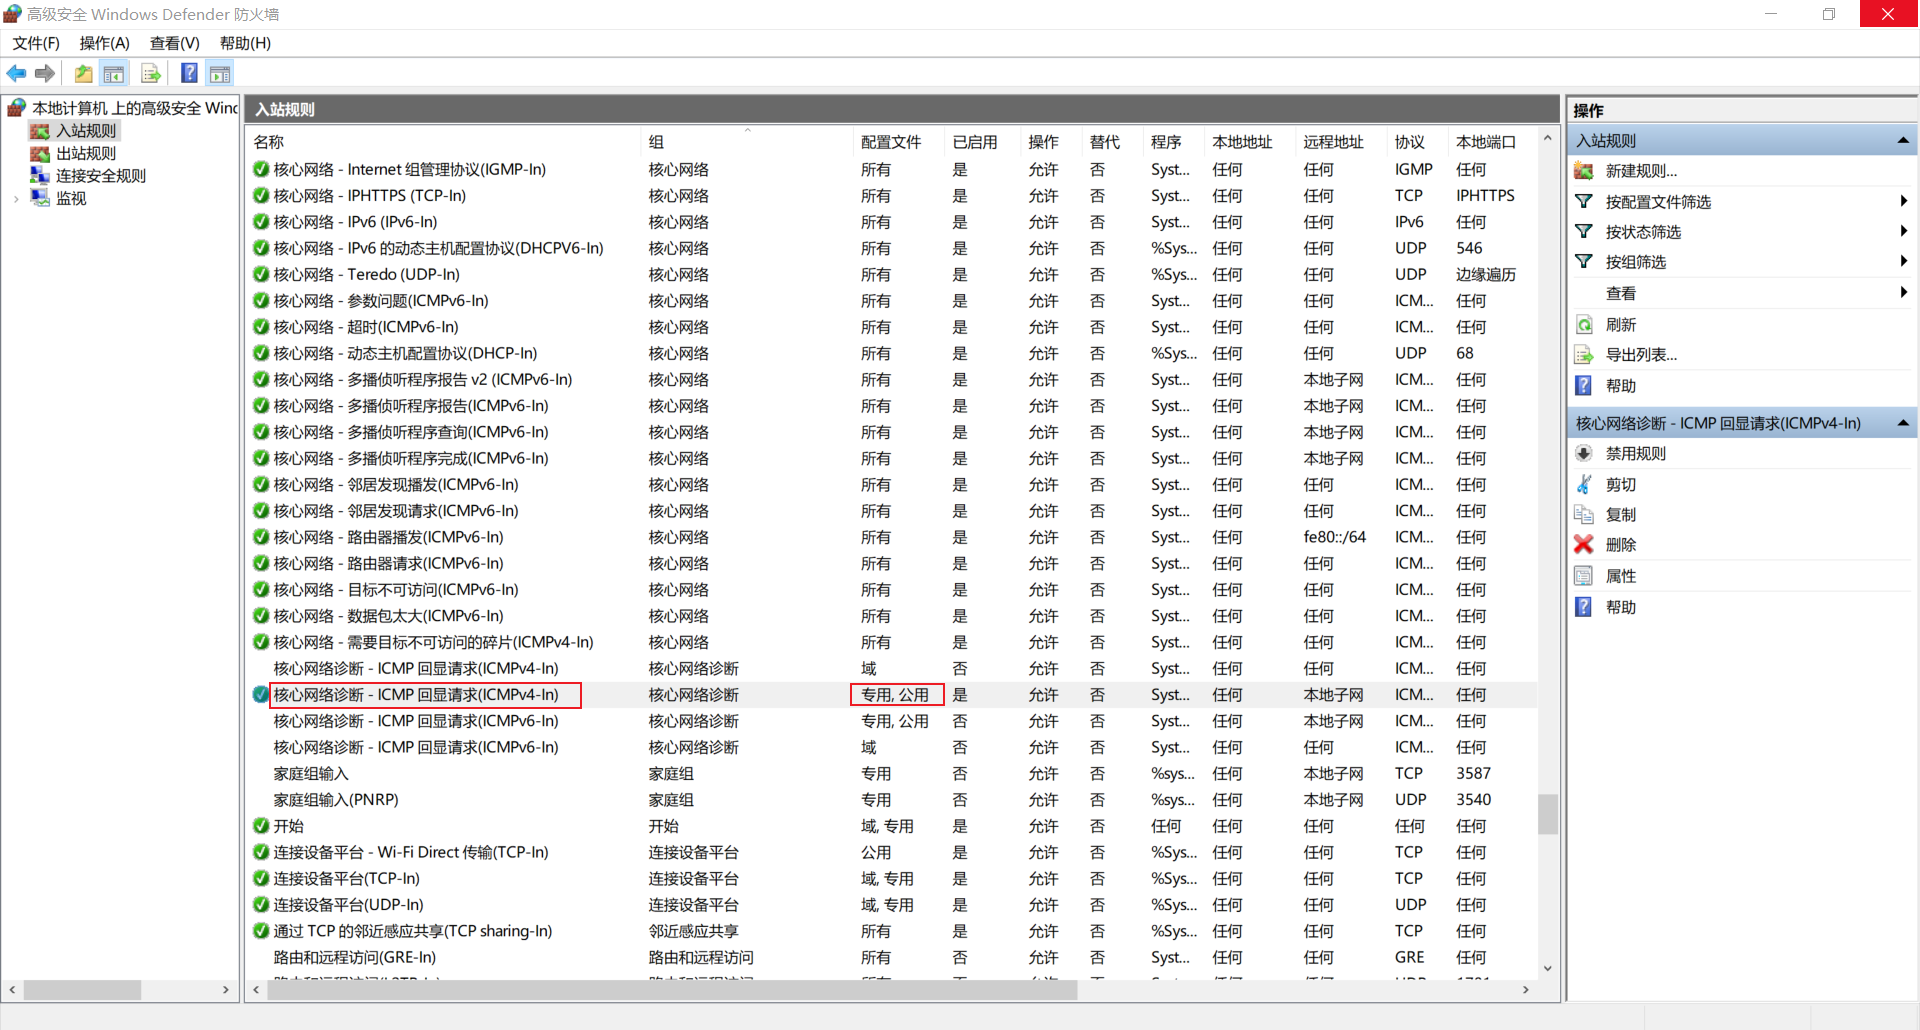 高级安全 Windows Defender 防火墙
文件(F) 操作(A) 查看(V) 帮助(H)
本地计算机 上的高级安全 Wind
入站规则
出站规则
连接安全规则
监视
入站规则
名称 组 配置文件 已启用 操作 替代 程序 本地地址 远程地址 协议 本地端口
核心网络 - Internet 组管理协议(IGMP-In) 核心网络 所有 是 允许 否 Syst... 任何 任何 IGMP 任何
核心网络 - IPHTTPS (TCP-In) 核心网络 所有 是 允许 否 Syst... 任何 任何 TCP IPHTTPS
核心网络 - IPv6 (IPv6-In) 核心网络 所有 是 允许 否 Syst... 任何 任何 IPv6 任何
核心网络 - IPv6 的动态主机配置协议(DHCPV6-In) 核心网络 所有 是 允许 否 %Sys... 任何 任何 UDP 546
核心网络 - Teredo (UDP-In) 核心网络 所有 是 允许 否 %Sys... 任何 任何 UDP 边缘遍历
核心网络 - 参数问题(ICMPv6-In) 核心网络 所有 是 允许 否 Syst... 任何 任何 ICM... 任何
核心网络 - 超时(ICMPv6-In) 核心网络 所有 是 允许 否 Syst... 任何 任何 ICM... 任何
核心网络 - 动态主机配置协议(DHCP-In) 核心网络 所有 是 允许 否 %Sys... 任何 任何 UDP 68
核心网络 - 多播侦听程序报告 v2 (ICMPv6-In) 核心网络 所有 是 允许 否 Syst... 任何 本地子网 ICM... 任何
核心网络 - 多播侦听程序报告(ICMPv6-In) 核心网络 所有 是 允许 否 Syst... 任何 本地子网 ICM... 任何
核心网络 - 多播侦听程序查询(ICMPv6-In) 核心网络 所有 是 允许 否 Syst... 任何 本地子网 ICM... 任何
核心网络 - 多播侦听程序完成(ICMPv6-In) 核心网络 所有 是 允许 否 Syst... 任何 本地子网 ICM... 任何
核心网络 - 邻居发现播发(ICMPv6-In) 核心网络 所有 是 允许 否 Syst... 任何 任何 ICM... 任何
核心网络 - 邻居发现请求(ICMPv6-In) 核心网络 所有 是 允许 否 Syst... 任何 任何 ICM... 任何
核心网络 - 路由器播发(ICMPv6-In) 核心网络 所有 是 允许 否 Syst... 任何 fe80::/64 ICM... 任何
核心网络 - 路由器请求(ICMPv6-In) 核心网络 所有 是 允许 否 Syst... 任何 任何 ICM... 任何
核心网络 - 目标不可访问(ICMPv6-In) 核心网络 所有 是 允许 否 Syst... 任何 任何 ICM... 任何
核心网络 - 数据包太大(ICMPv6-In) 核心网络 所有 是 允许 否 Syst... 任何 任何 ICM... 任何
核心网络 - 需要目标不可访问的碎片(ICMPv4-In) 核心网络 所有 是 允许 否 Syst... 任何 任何 ICM... 任何
核心网络诊断 - ICMP 回显请求(ICMPv4-In) 核心网络诊断 域 否 允许 否 Syst... 任何 任何 ICM... 任何
核心网络诊断 - ICMP 回显请求(ICMPv4-In) 核心网络诊断 专用, 公用 是 允许 否 Syst... 任何 本地子网 ICM... 任何
核心网络诊断 - ICMP 回显请求(ICMPv6-In) 核心网络诊断 专用, 公用 否 允许 否 Syst... 任何 本地子网 ICM... 任何
核心网络诊断 - ICMP 回显请求(ICMPv6-In) 核心网络诊断 域 否 允许 否 Syst... 任何 任何 ICM... 任何
家庭组输入 家庭组 专用 否 允许 否 %sys... 任何 本地子网 TCP 3587
家庭组输入(PNRP) 家庭组 专用 否 允许 否 %sys... 任何 本地子网 UDP 3540
开始 开始 域, 专用 是 允许 否 任何 任何 任何 任何 任何
连接设备平台 - Wi-Fi Direct 传输(TCP-In) 连接设备平台 公用 是 允许 否 %Sys... 任何 任何 TCP 任何
连接设备平台(TCP-In) 连接设备平台 域, 专用 是 允许 否 %Sys... 任何 任何 TCP 任何
连接设备平台(UDP-In) 连接设备平台 域, 专用 是 允许 否 %Sys... 任何 任何 UDP 任何
通过 TCP 的邻近感应共享(TCP sharing-In) 邻近感应共享 所有 是 允许 否 %Sys... 任何 任何 TCP 任何
路由和远程访问(GRE-In) 路由和远程访问 所有 否 允许 否 Syst... 任何 任何 GRE 任何
操作
入站规则
新建规则...
按配置文件筛选
按状态筛选
按组筛选
查看
刷新
导出列表...
帮助
核心网络诊断 - ICMP 回显请求(ICMPv4-In)
禁用规则
剪切
复制
删除
属性
帮助